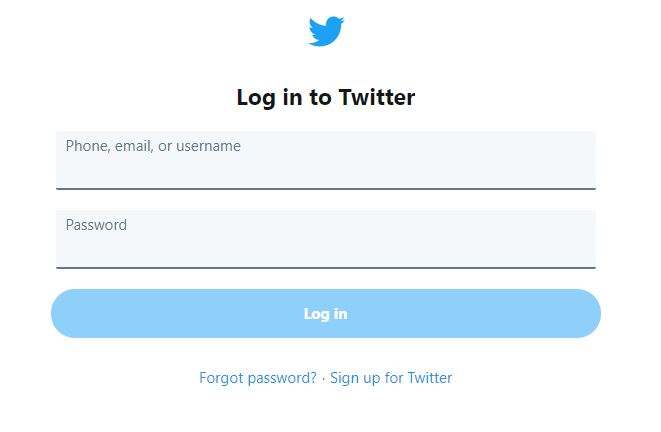 Log in to Twitter
Phone, email, or username
Password
Log in
Forgot password? · Sign up for Twitter